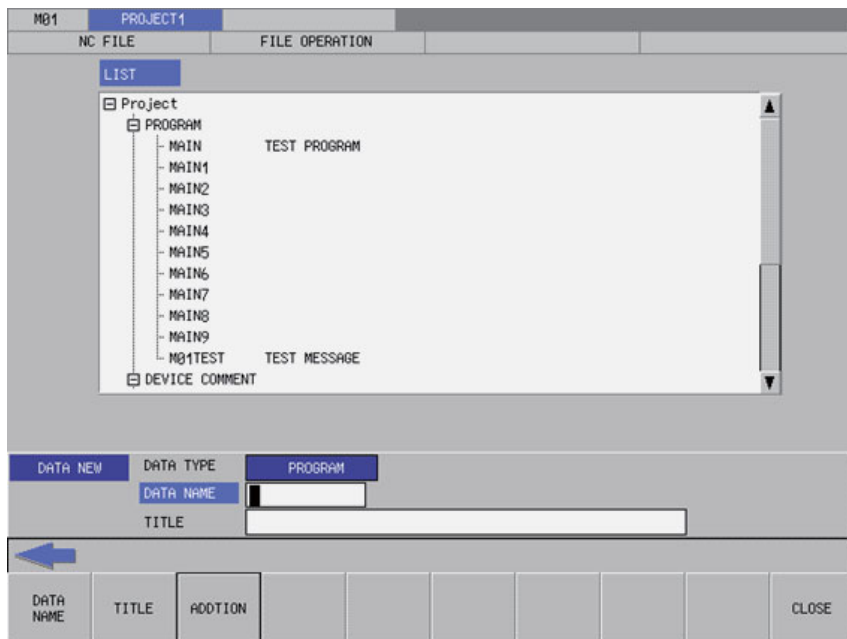 M01 PROJECT1
NC FILE FILE OPERATION
LIST
Project
PROGRAM
MAIN TEST PROGRAM
MAIN1
MAIN2
MAIN3
MAIN4
MAIN5
MAIN6
MAIN7
MAIN8
MAIN9
M01TEST TEST MESSAGE
DEVICE COMMENT
DATA NEW DATA TYPE PROGRAM
DATA NAME
TITLE
DATA NAME TITLE ADDTION CLOSE